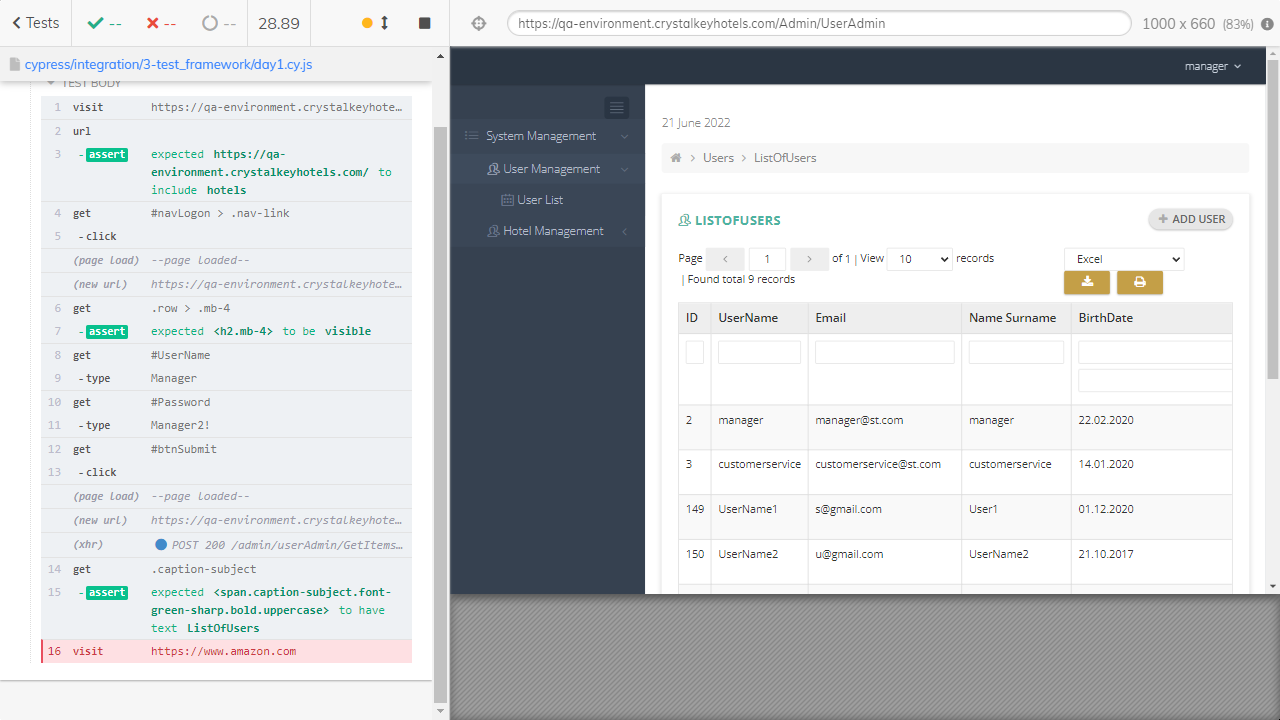 Tests
--
--
--
28.89
https://qa-environment.crystalkeyhotels.com/Admin/UserAdmin
1000 x 660 (83%)
cypress/integration/3-test_framework/day1.cy.js
TEST BODY
1 visit https://qa-environment.crystalkeyhote…
2 url
3 - assert expected https://qa-
environment.crystalkeyhotels.com/ to
include hotels
4 get #navLogon > .nav-link
5 - click
(page load) --page loaded--
(new url) https://qa-environment.crystalkeyhote…
6 get .row > .mb-4
7 - assert expected <h2.mb-4> to be visible
8 get #UserName
9 - type Manager
10 get #Password
11 - type Manager2!
12 get #btnSubmit
13 - click
(page load) --page loaded--
(new url) https://qa-environment.crystalkeyhote…
(xhr) POST 200 /admin/userAdmin/GetItems…
14 get .caption-subject
15 - assert expected <span.caption-subject.font-
green-sharp.bold.uppercase> to have
text ListOfUsers
16 visit https://www.amazon.com
manager
System Management
User Management
User List
Hotel Management
21 June 2022
Users > ListOfUsers
LISTOFUSERS
+ ADD USER
Page < 1 > of 1 | View 10 records
| Found total 9 records
Excel
ID UserName Email Name Surname BirthDate
2 manager manager@st.com manager 22.02.2020
3 customerservice customerservice@st.com customerservice 14.01.2020
149 UserName1 s@gmail.com User1 01.12.2020
150 UserName2 u@gmail.com UserName2 21.10.2017